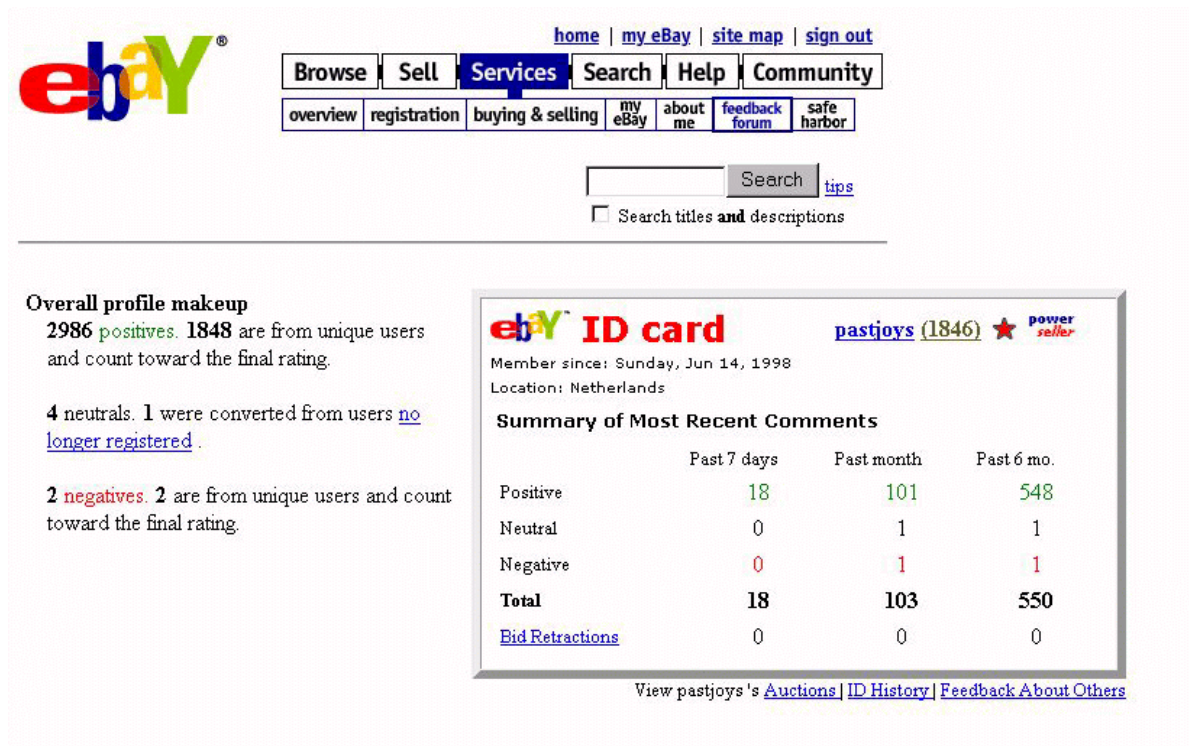 ebaY®
home | my eBay | site map | sign out
Browse Sell Services Search Help Community
overview registration buying & selling my eBay about me feedback forum safe harbor
Search tips
Search titles and descriptions
Overall profile makeup
2986 positives. 1848 are from unique users
and count toward the final rating.
4 neutrals. 1 were converted from users no
longer registered .
2 negatives. 2 are from unique users and count
toward the final rating.
ebaY™ ID card pastjoys (1846) power seller
Member since: Sunday, Jun 14, 1998
Location: Netherlands
Summary of Most Recent Comments
Past 7 days Past month Past 6 mo.
Positive 18 101 548
Neutral 0 1 1
Negative 0 1 1
Total 18 103 550
Bid Retractions 0 0 0
View pastjoys 's Auctions | ID History | Feedback About Others